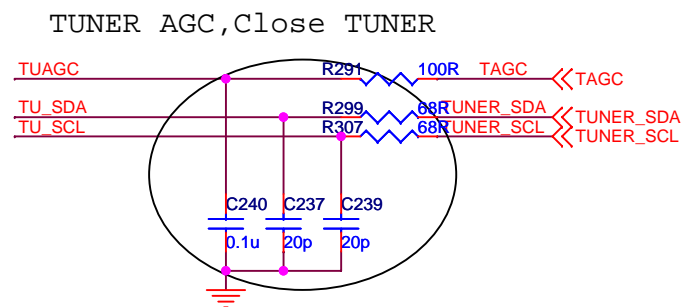 TUNER AGC,Close TUNER
TUAGC R291 100R TAGC TAGC
TU_SDA R299 68R TUNER_SDA TUNER_SDA
TU_SCL R307 68R TUNER_SCL TUNER_SCL
C240 C237 C239
0.1u 20p 20p